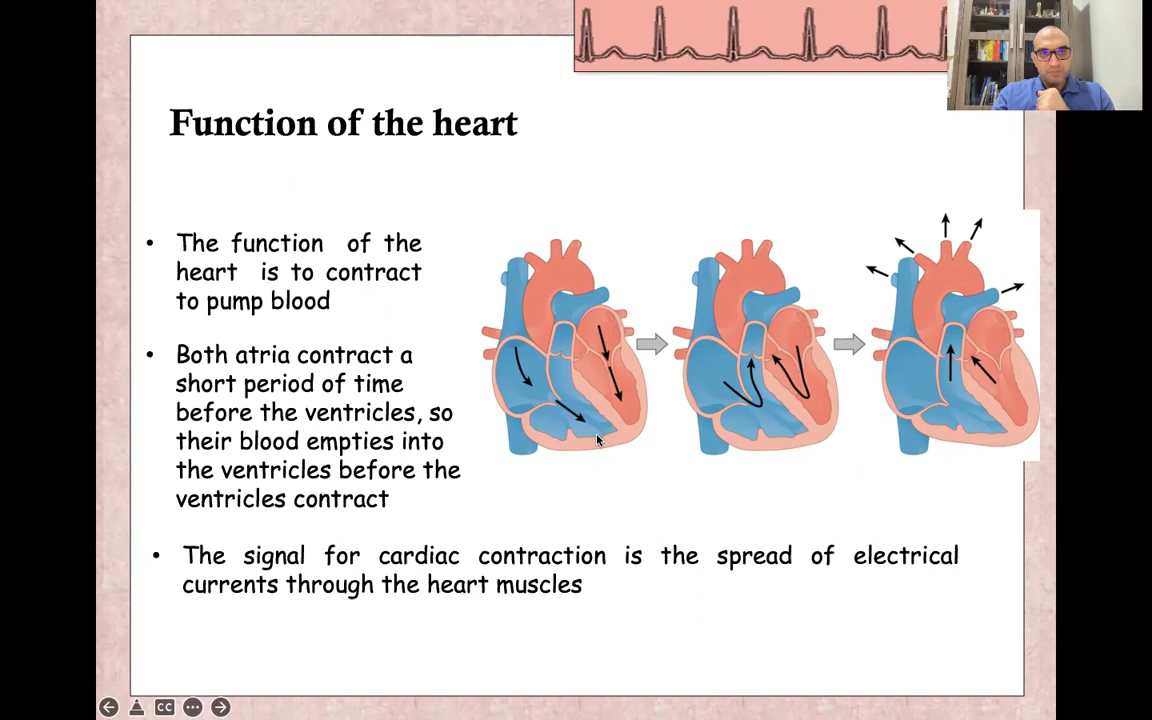 Function of the heart
• The function of the
heart is to contract
to pump blood
• Both atria contract a
short period of time
before the ventricles, so
their blood empties into
the ventricles before the
ventricles contract
• The signal for cardiac contraction is the spread of electrical
currents through the heart muscles
CC